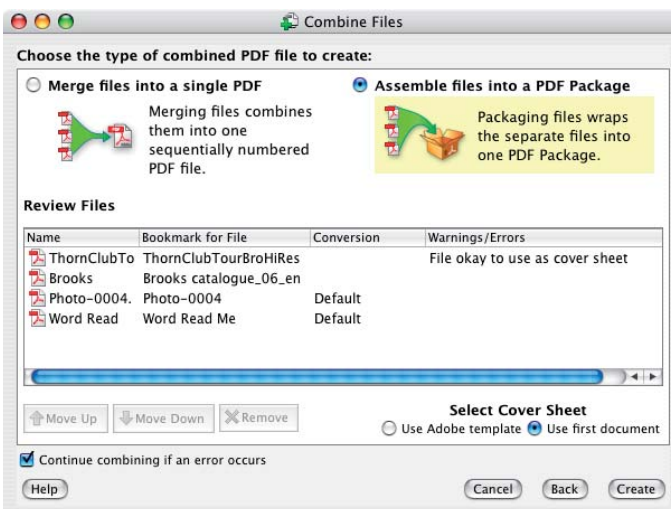 Combine Files
Choose the type of combined PDF file to create:
Merge files into a single PDF
Merging files combines
them into one
sequentially numbered
PDF file.
Assemble files into a PDF Package
Packaging files wraps
the separate files into
one PDF Package.
Review Files
Name Bookmark for File Conversion Warnings/Errors
ThornClubTo ThornClubTourBroHiRes File okay to use as cover sheet
Brooks Brooks catalogue_06_en
Photo-0004. Photo-0004 Default
Word Read Word Read Me Default
Move Up Move Down Remove
Select Cover Sheet
Use Adobe template Use first document
Continue combining if an error occurs
Help Cancel Back Create